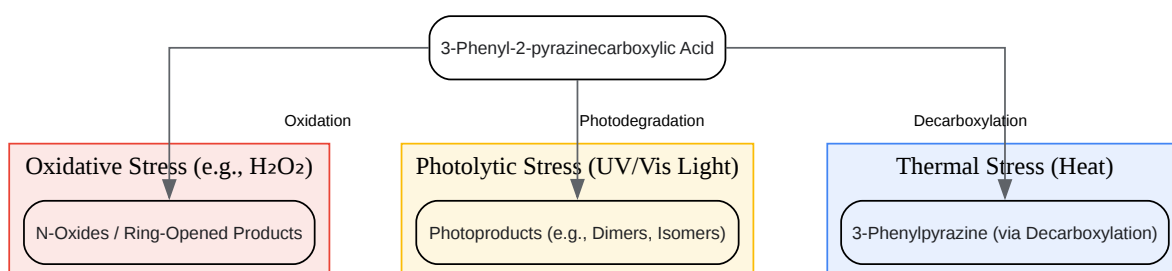 3-Phenyl-2-pyrazinecarboxylic Acid
Oxidation
Photodegradation
Decarboxylation
Oxidative Stress (e.g., H₂O₂)
Photolytic Stress (UV/Vis Light)
Thermal Stress (Heat)
N-Oxides / Ring-Opened Products
Photoproducts (e.g., Dimers, Isomers)
3-Phenylpyrazine (via Decarboxylation)